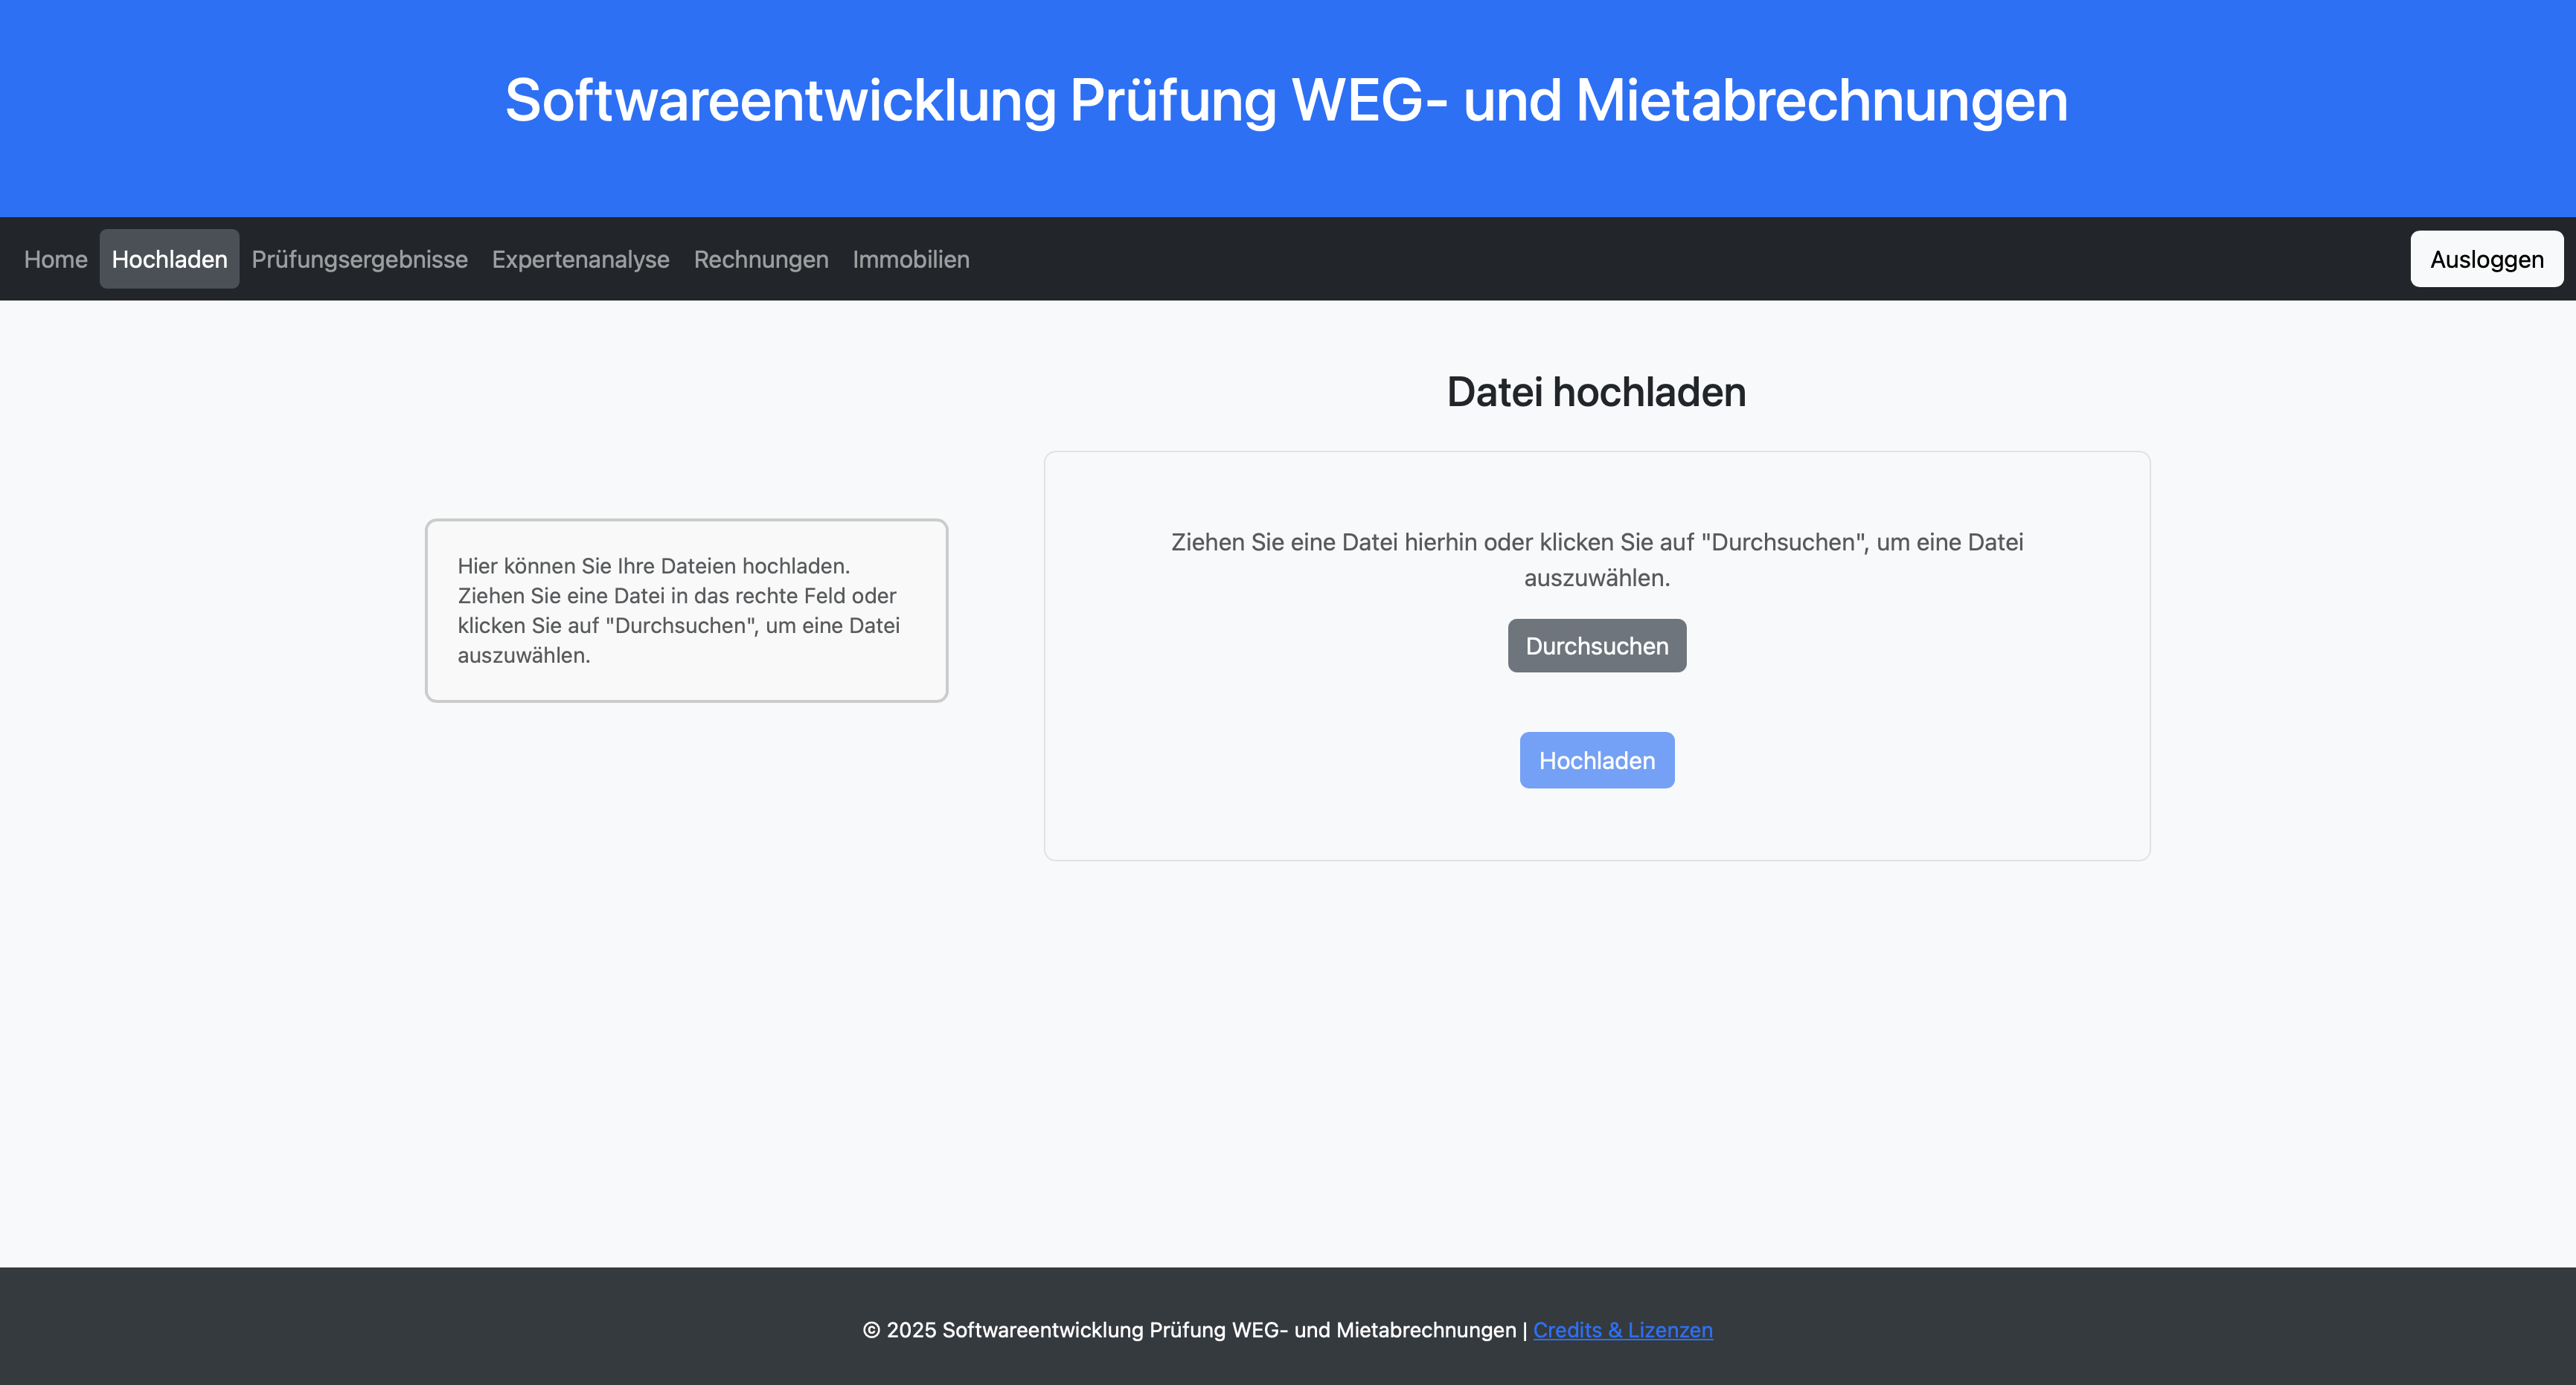 Softwareentwicklung Prüfung WEG- und Mietabrechnungen
Home Hochladen Prüfungsergebnisse Expertenanalyse Rechnungen Immobilien Ausloggen
Datei hochladen
Hier können Sie Ihre Dateien hochladen.
Ziehen Sie eine Datei in das rechte Feld oder
klicken Sie auf "Durchsuchen", um eine Datei
auszuwählen.
Ziehen Sie eine Datei hierhin oder klicken Sie auf "Durchsuchen", um eine Datei
auszuwählen.
Durchsuchen
Hochladen
© 2025 Softwareentwicklung Prüfung WEG- und Mietabrechnungen | Credits & Lizenzen